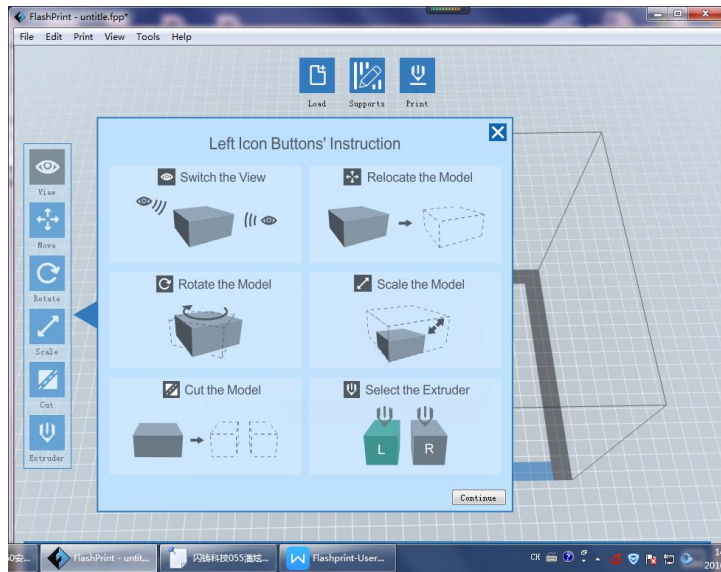 FlashPrint - untitle.fpp*
File Edit Print View Tools Help
Load Supports Print
Left Icon Buttons' Instruction
Switch the View
Relocate the Model
Rotate the Model
Scale the Model
Cut the Model
Select the Extruder
L R
Continue
View
Move
Rotate
Scale
Cut
Extruder
FlashPrint - untit...
闪铸科技055潘炫...
Flashprint-User...
CH